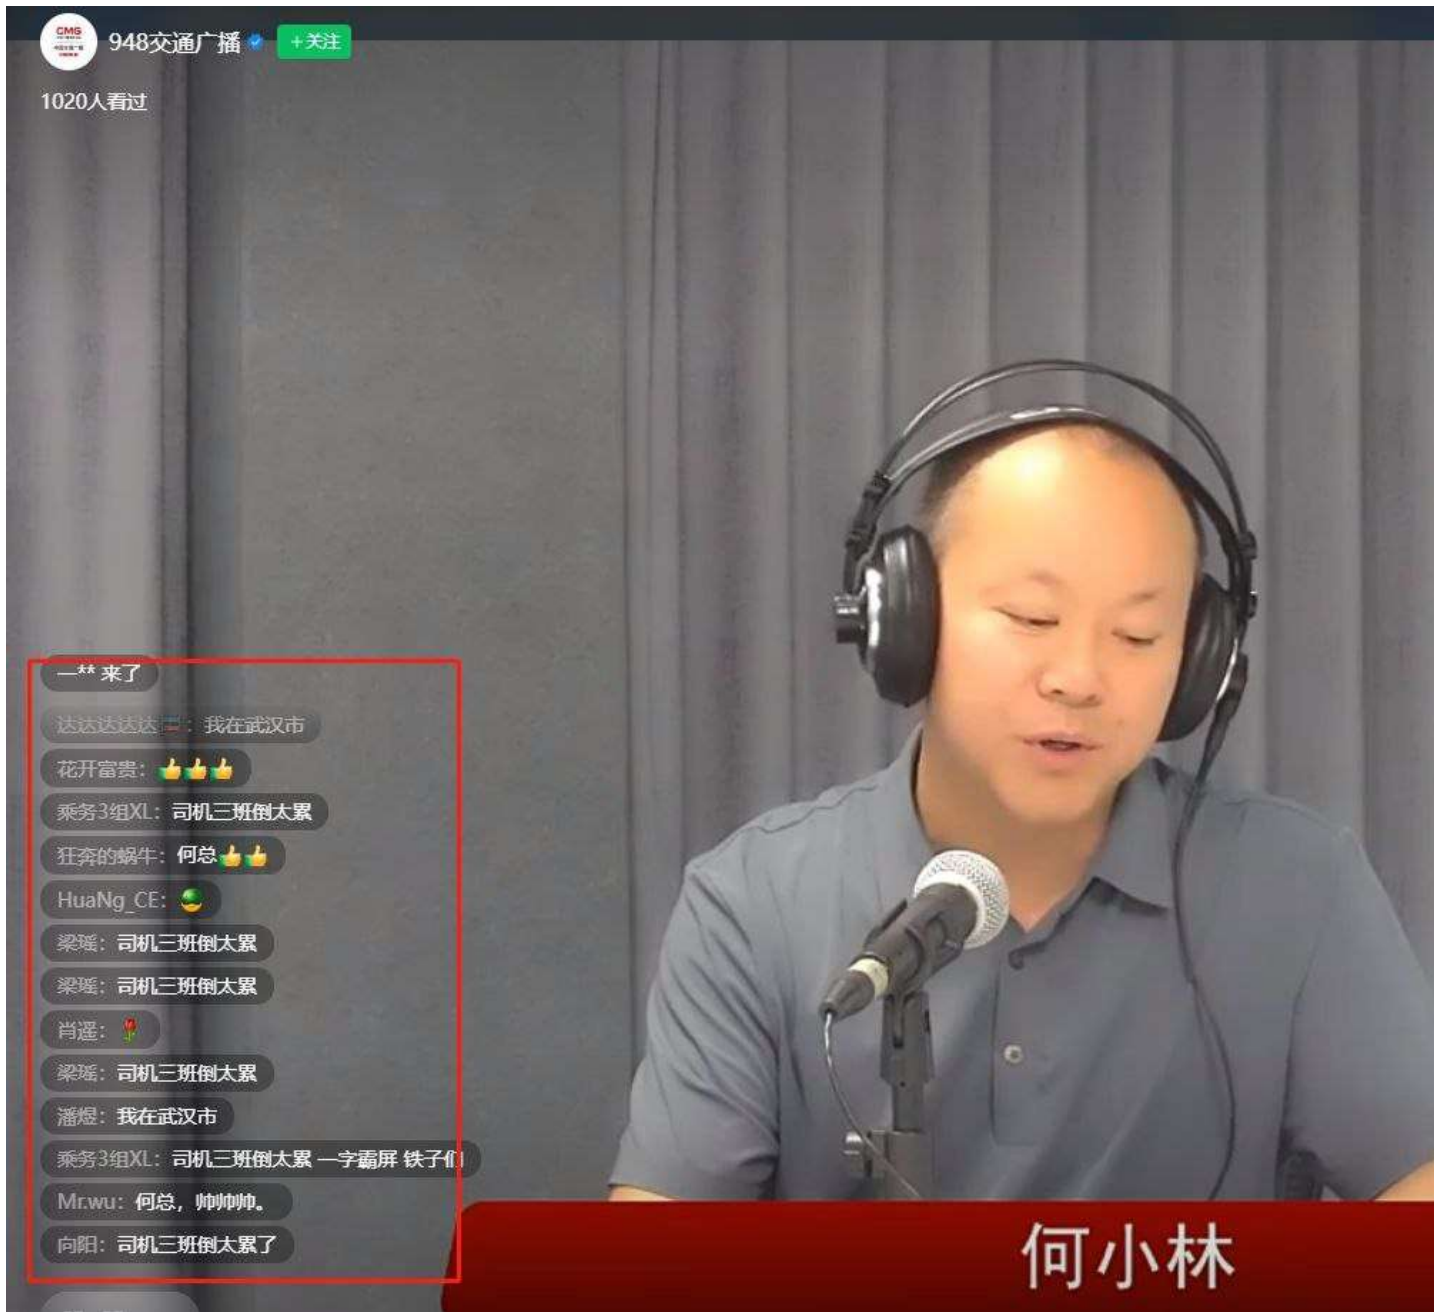 CMG
948交通广播
+关注
1020人看过
一** 来了
达达达达达：我在武汉市
花开富贵：👍👍👍
乘务3组XL：司机三班倒太累
狂奔的蜗牛：何总👍👍
HuaNg_CE：
梁瑶：司机三班倒太累
梁瑶：司机三班倒太累
肖遥：🌹
梁瑶：司机三班倒太累
潘煜：我在武汉市
乘务3组XL：司机三班倒太累 一字霸屏 铁子们
Mr.wu：何总，帅帅帅。
向阳：司机三班倒太累了
何小林